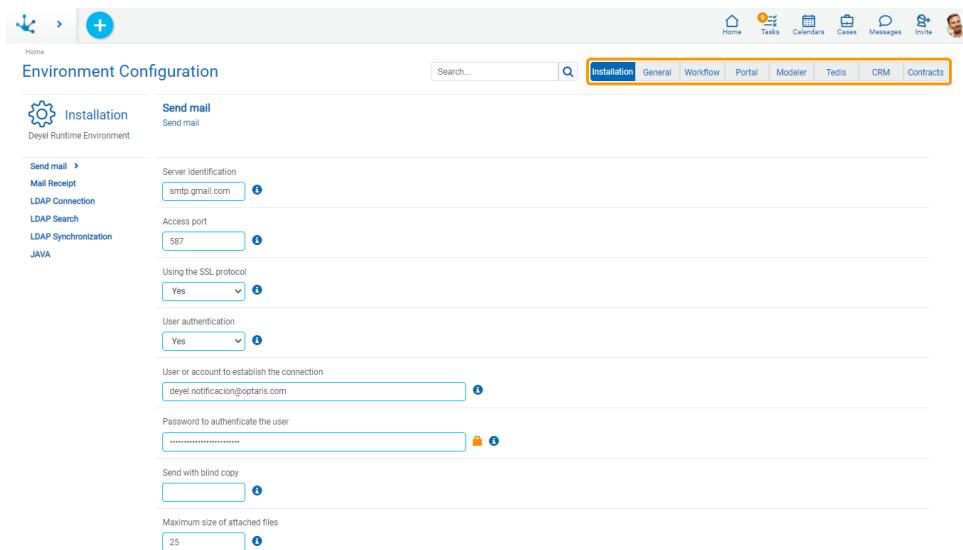 9
Home Tasks Calendars Cases Messages Invite
Home
Environment Configuration
Search...
Installation General Workflow Portal Modeler Tedis CRM Contracts
Installation
Deyel Runtime Environment
Send mail
Mail Receipt
LDAP Connection
LDAP Search
LDAP Synchronization
JAVA
Send mail
Send mail
Server identification
smtp.gmail.com
Access port
587
Using the SSL protocol
Yes
User authentication
Yes
User or account to establish the connection
deyel.notificacion@optaris.com
Password to authenticate the user
Send with blind copy
Maximum size of attached files
25